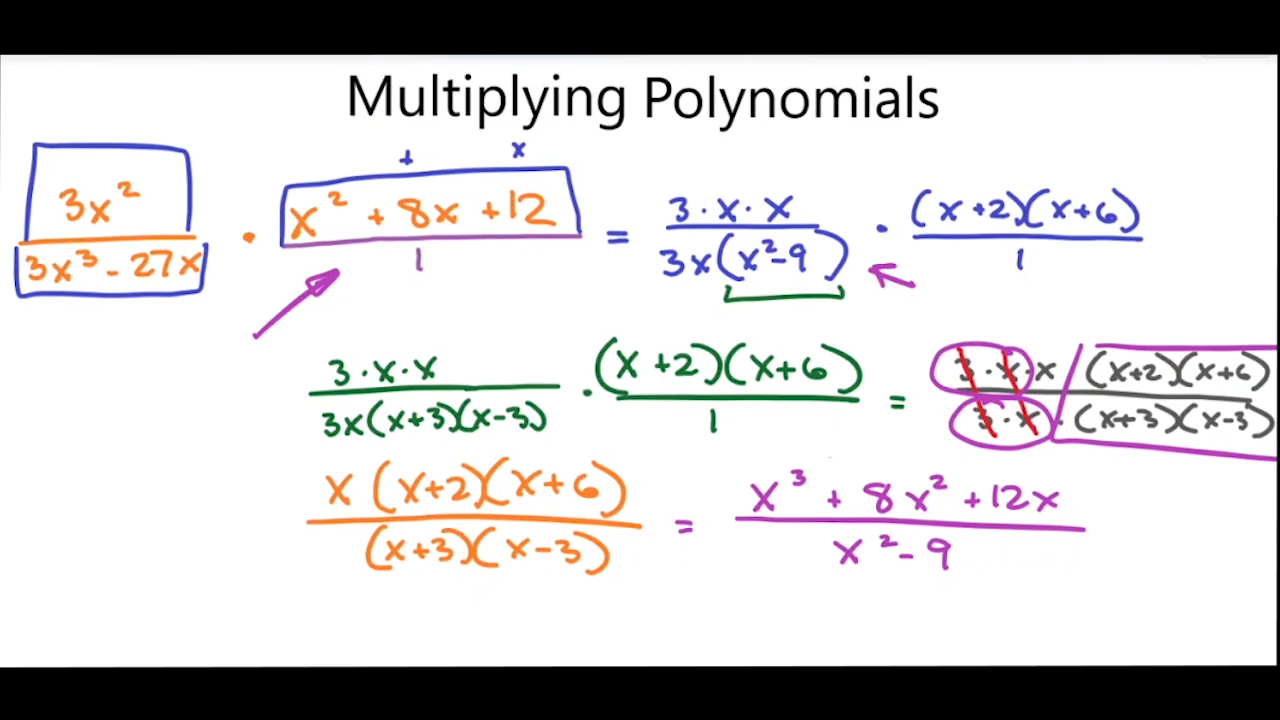 Multiplying Polynomials
+ x
3x² / 3x³ - 27x · x² + 8x + 12 / 1 = 3·x·x / 3x(x²-9) · (x+2)(x+6) / 1
3·x·x / 3x(x+3)(x-3) · (x+2)(x+6) / 1 = 3·x·x (x+2)(x+6) / 3·x·(x+3)(x-3)
x(x+2)(x+6) / (x+3)(x-3) = x³ + 8x² + 12x / x² - 9